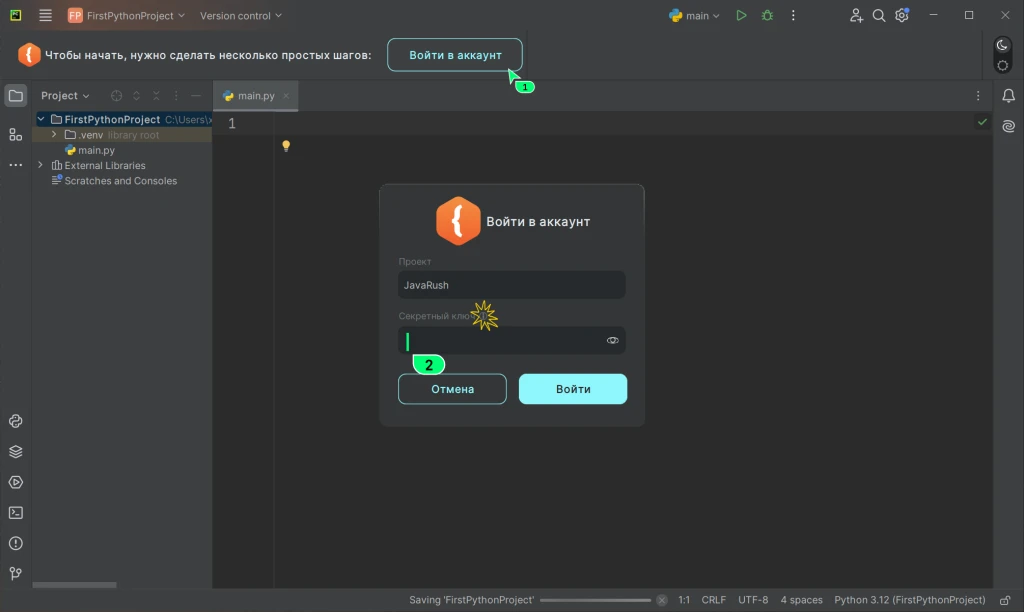 FP FirstPythonProject Version control main
Чтобы начать, нужно сделать несколько простых шагов: Войти в аккаунт
1
Project main.py
FirstPythonProject C:\Users\
1
.venv library root
main.py
External Libraries
Scratches and Consoles
Войти в аккаунт
Проект
JavaRush
Секретный ключ
2
Отмена Войти
Saving 'FirstPythonProject' 1:1 CRLF UTF-8 4 spaces Python 3.12 (FirstPythonProject)